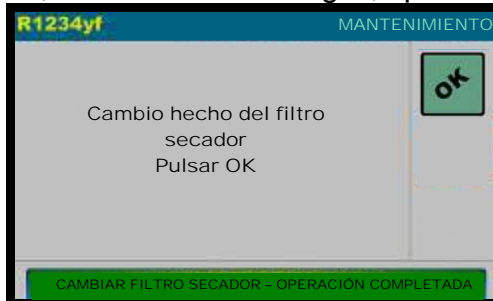 R1234yf
MANTENIMIENTO
OK
Cambio hecho del filtro
secador
Pulsar OK
CAMBIAR FILTRO SECADOR - OPERACIÓN COMPLETADA